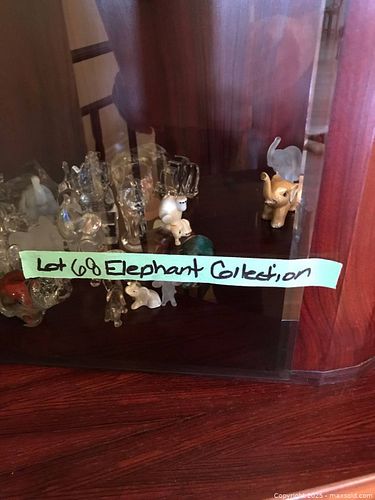 Lot 68 Elephant Collection
Copyright 2025 - maxsold.com